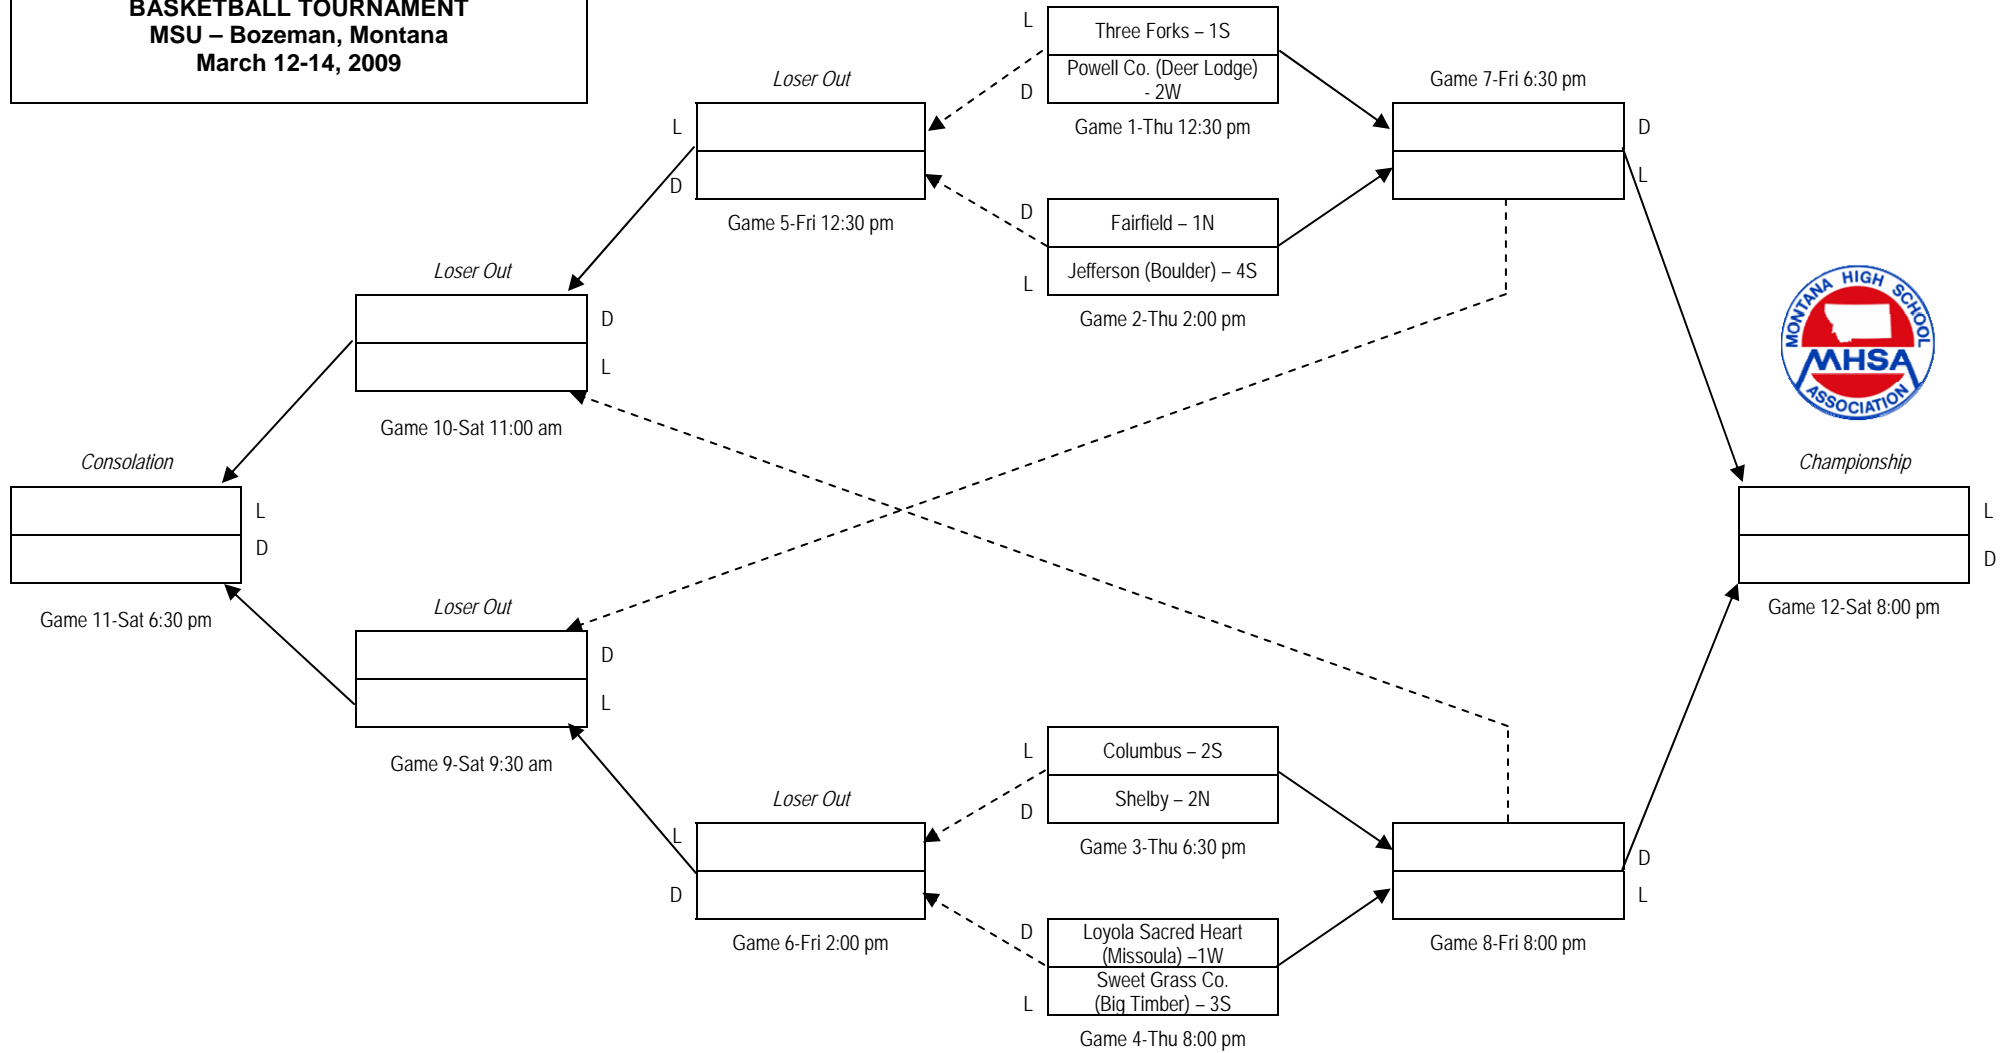 BASKETBALL TOURNAMENT
MSU – Bozeman, Montana
March 12-14, 2009
L
Three Forks – 1S
Powell Co. (Deer Lodge)
- 2W
D
Game 1-Thu 12:30 pm
Loser Out
L
D
Game 5-Fri 12:30 pm
Game 7-Fri 6:30 pm
D
L
D
Fairfield – 1N
Jefferson (Boulder) – 4S
L
Game 2-Thu 2:00 pm
Loser Out
D
L
Game 10-Sat 11:00 am
MONTANA HIGH SCHOOL
MHSA
ASSOCIATION
Consolation
L
D
Game 11-Sat 6:30 pm
Championship
L
D
Game 12-Sat 8:00 pm
Loser Out
D
L
Game 9-Sat 9:30 am
L
Columbus – 2S
Shelby – 2N
D
Game 3-Thu 6:30 pm
Loser Out
L
D
Game 6-Fri 2:00 pm
D
L
Game 8-Fri 8:00 pm
D
Loyola Sacred Heart
(Missoula) –1W
Sweet Grass Co.
(Big Timber) – 3S
L
Game 4-Thu 8:00 pm